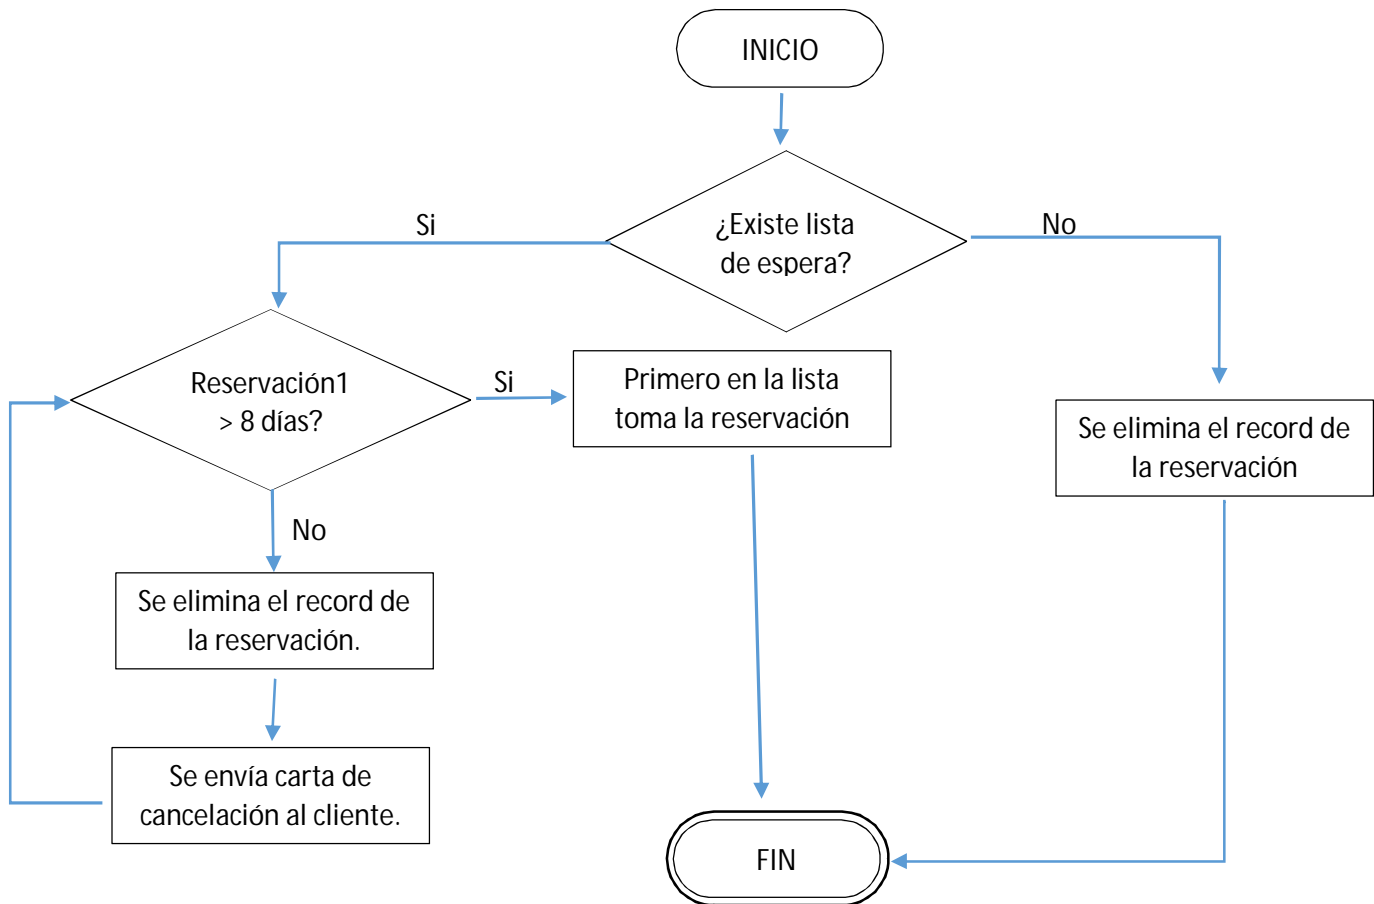 INICIO
¿Existe lista
de espera?
Si
No
Reservación1
> 8 días?
Si
Primero en la lista
toma la reservación
Se elimina el record de
la reservación
No
Se elimina el record de
la reservación.
Se envía carta de
cancelación al cliente.
FIN